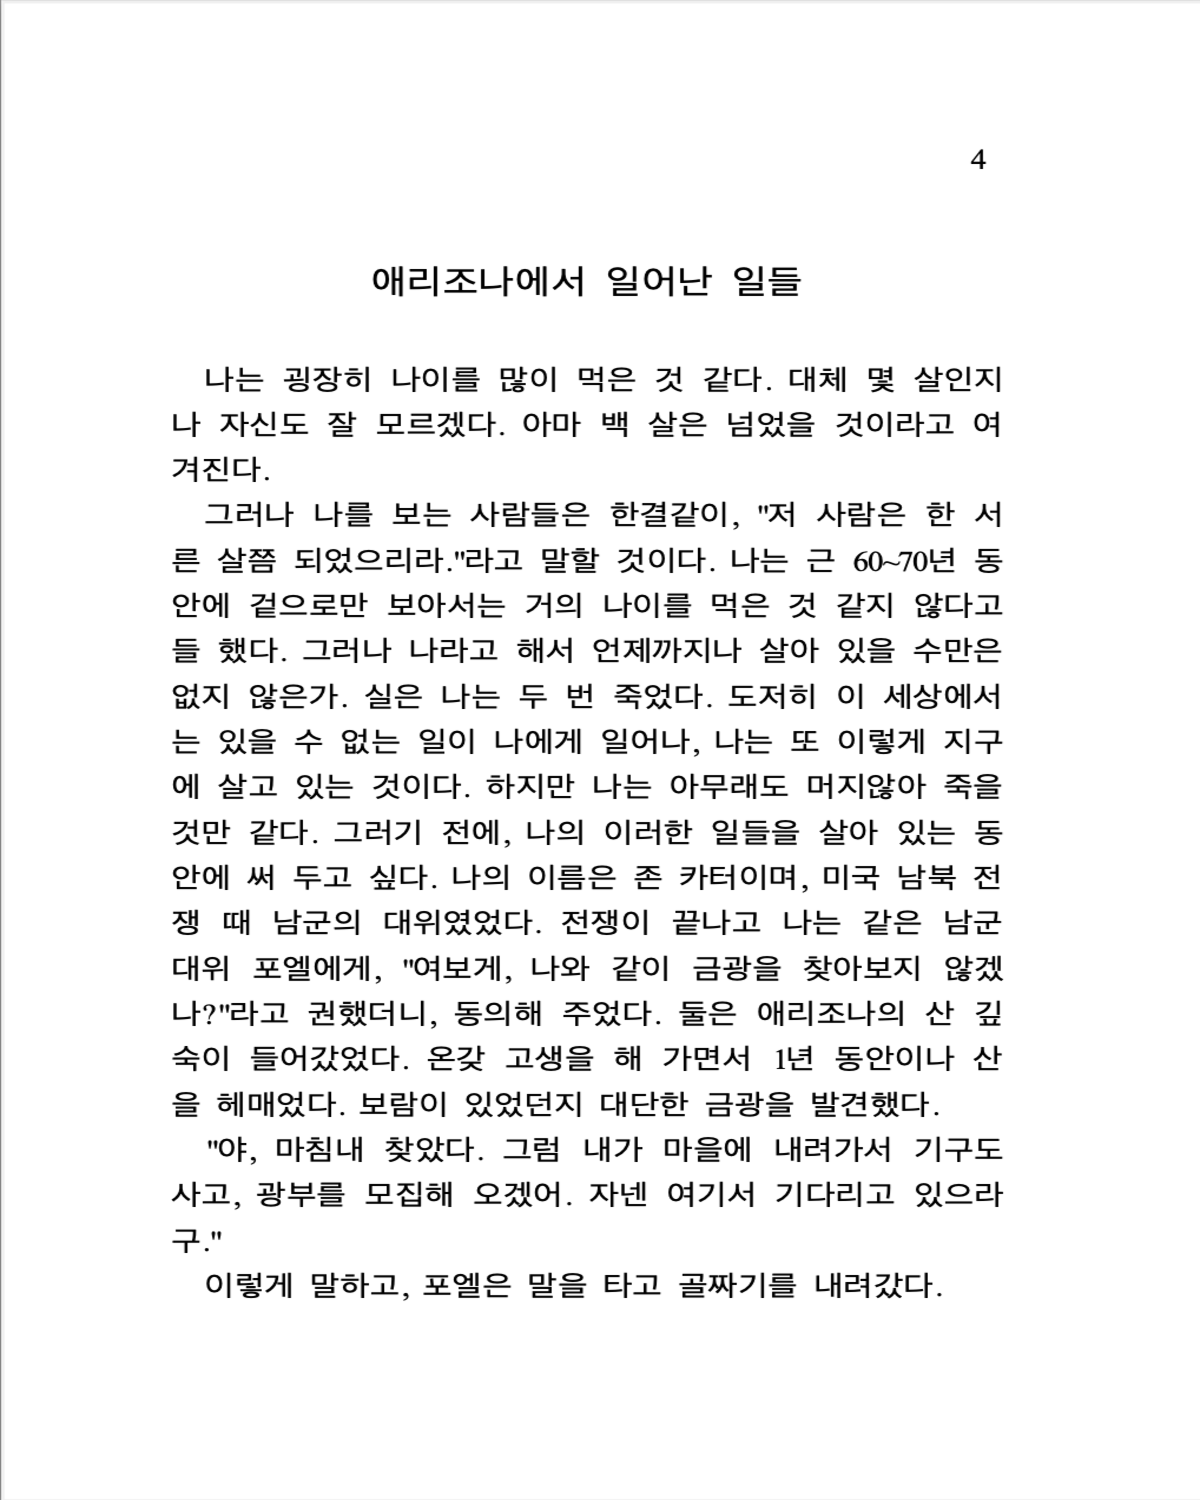 4
애리조나에서 일어난 일들
나는 굉장히 나이를 많이 먹은 것 같다. 대체 몇 살인지
나 자신도 잘 모르겠다. 아마 백 살은 넘었을 것이라고 여
겨진다.
그러나 나를 보는 사람들은 한결같이, "저 사람은 한 서
른 살쯤 되었으리라."라고 말할 것이다. 나는 근 60~70년 동
안에 겉으로만 보아서는 거의 나이를 먹은 것 같지 않다고
들 했다. 그러나 나라고 해서 언제까지나 살아 있을 수만은
없지 않은가. 실은 나는 두 번 죽었다. 도저히 이 세상에서
는 있을 수 없는 일이 나에게 일어나, 나는 또 이렇게 지구
에 살고 있는 것이다. 하지만 나는 아무래도 머지않아 죽을
것만 같다. 그러기 전에, 나의 이러한 일들을 살아 있는 동
안에 써 두고 싶다. 나의 이름은 존 카터이며, 미국 남북 전
쟁 때 남군의 대위였었다. 전쟁이 끝나고 나는 같은 남군
대위 포엘에게, "여보게, 나와 같이 금광을 찾아보지 않겠
나?"라고 권했더니, 동의해 주었다. 둘은 애리조나의 산 깊
숙이 들어갔었다. 온갖 고생을 해 가면서 1년 동안이나 산
을 헤매었다. 보람이 있었던지 대단한 금광을 발견했다.
"야, 마침내 찾았다. 그럼 내가 마을에 내려가서 기구도
사고, 광부를 모집해 오겠어. 자넨 여기서 기다리고 있으라
구."
이렇게 말하고, 포엘은 말을 타고 골짜기를 내려갔다.